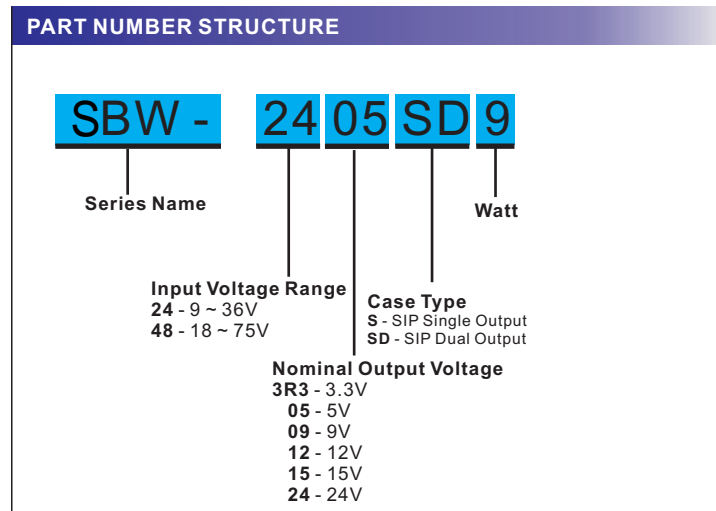 PART NUMBER STRUCTURE
SBW - 24 05 SD 9
Series Name
Watt
Input Voltage Range
24 - 9 ~ 36V
48 - 18 ~ 75V
Case Type
S - SIP Single Output
SD - SIP Dual Output
Nominal Output Voltage
3R3 - 3.3V
05 - 5V
09 - 9V
12 - 12V
15 - 15V
24 - 24V